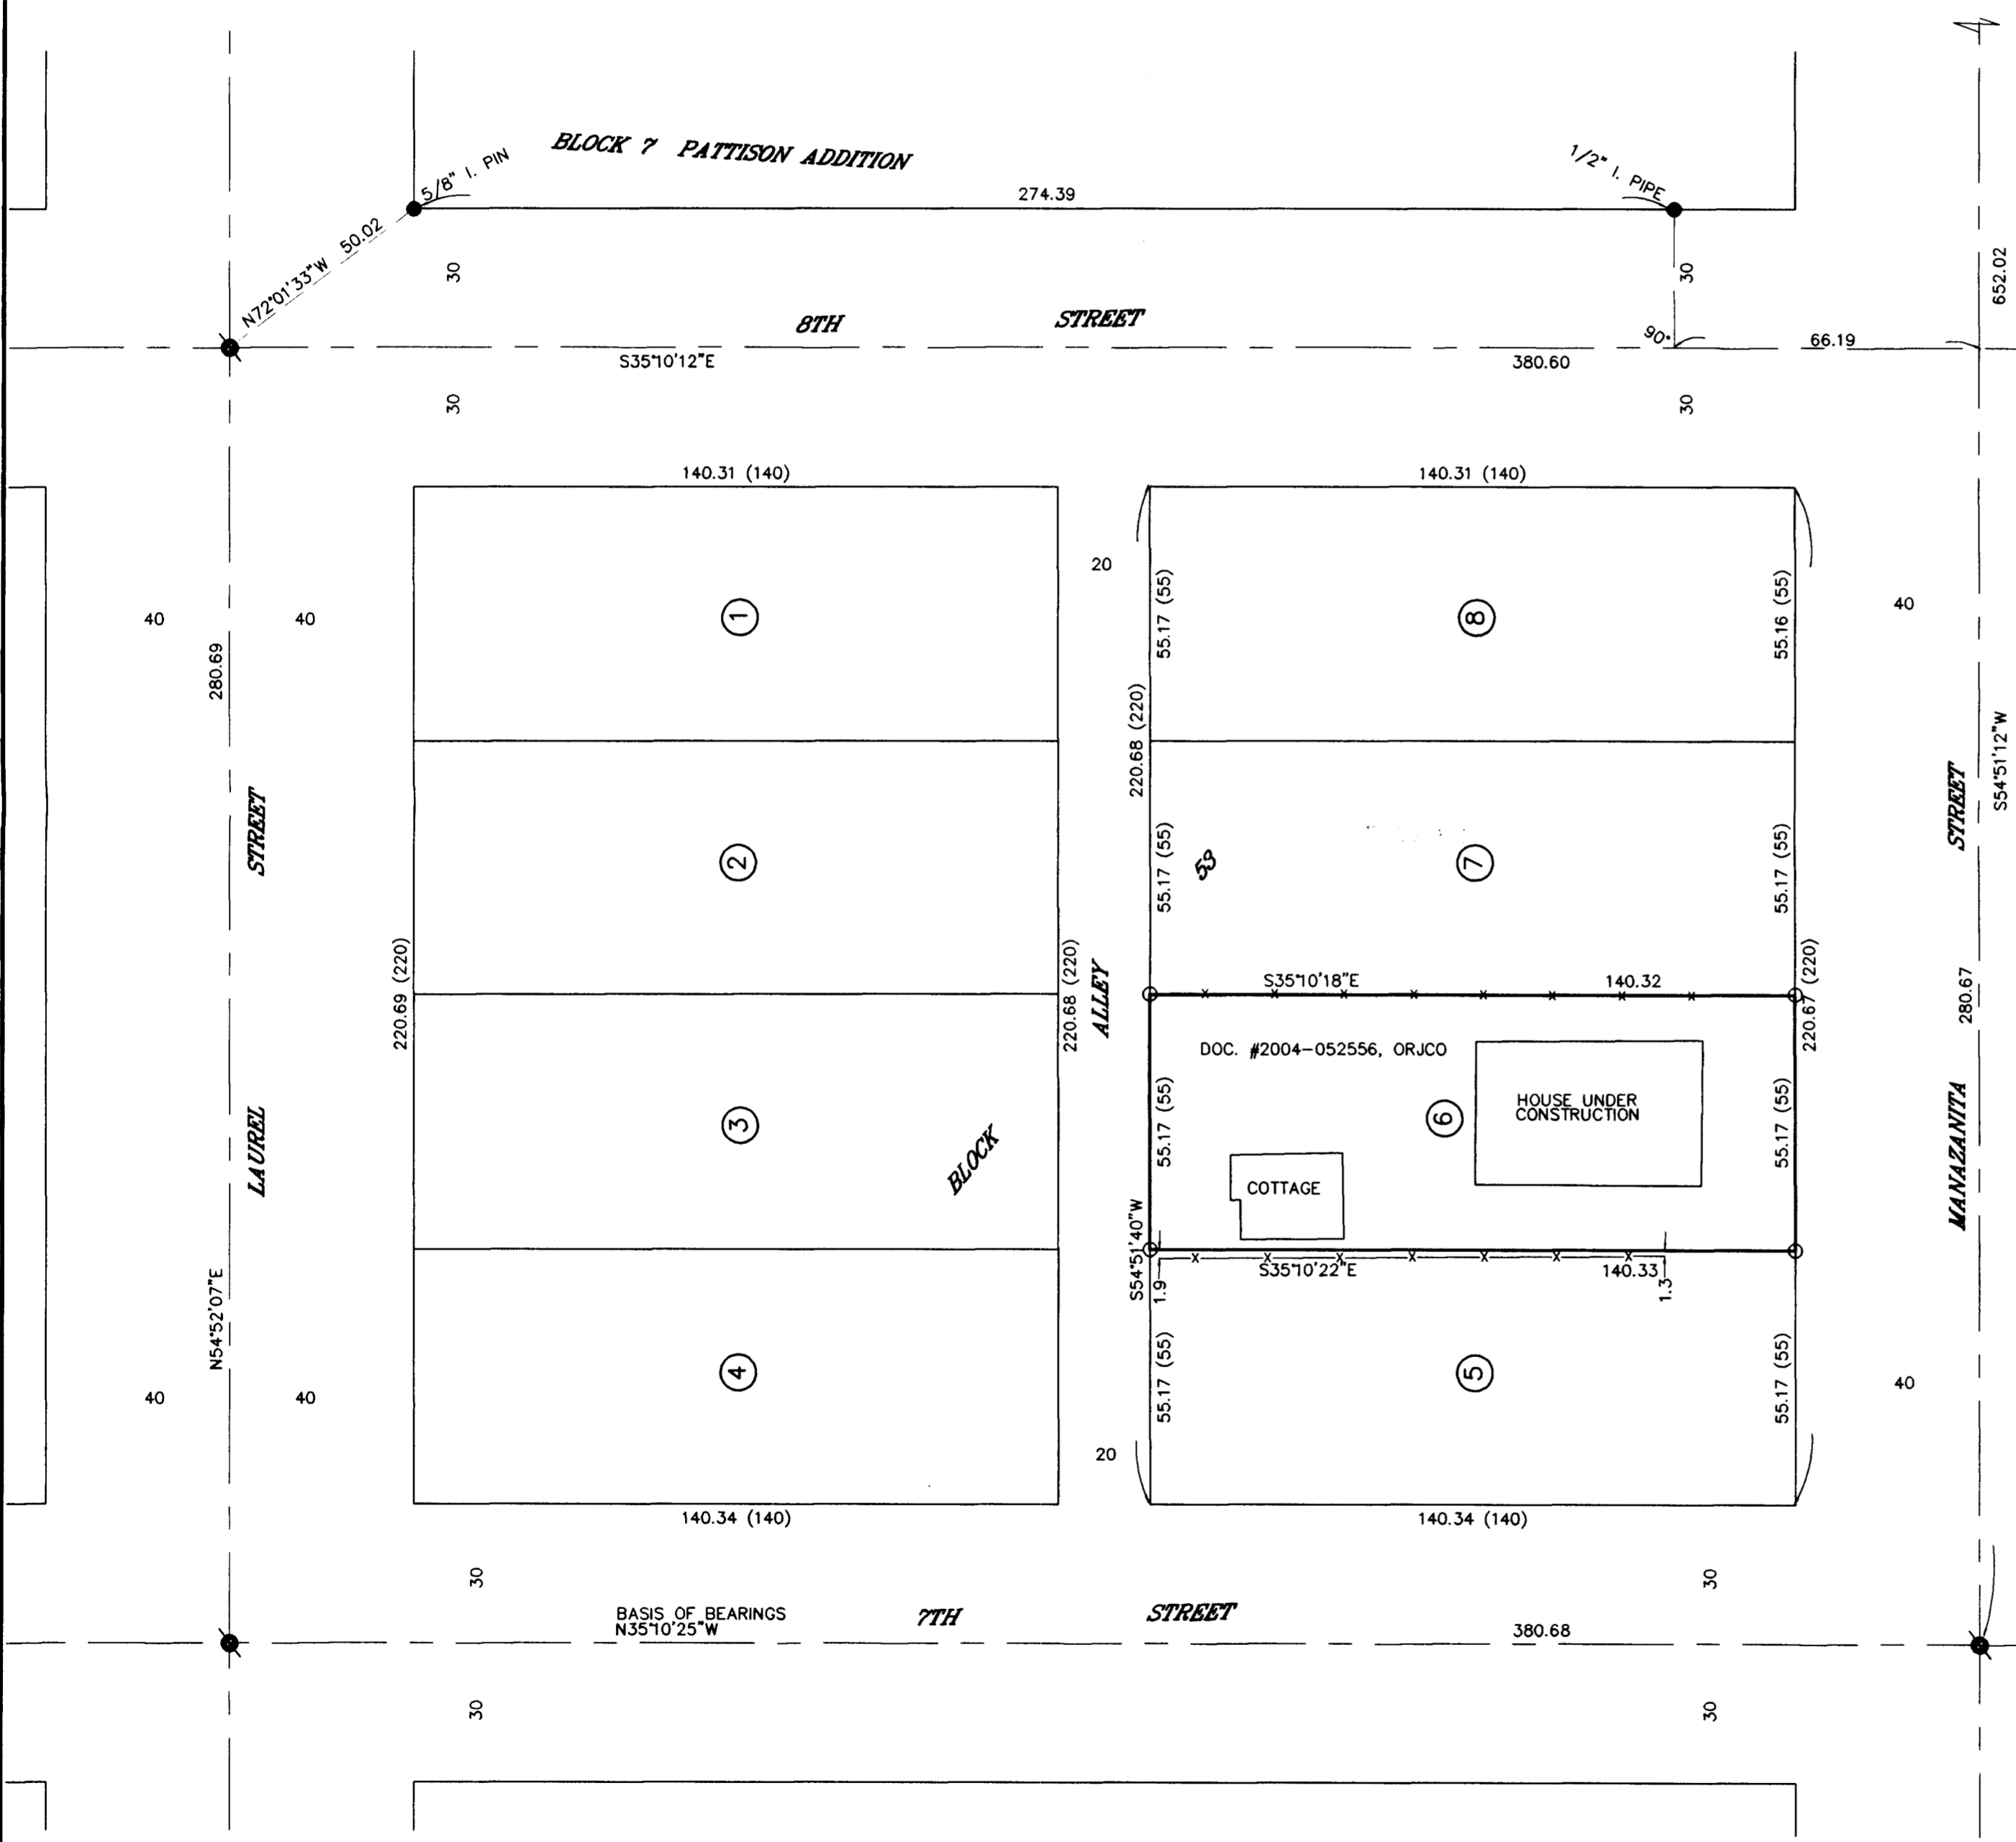 BLOCK 7 PATTISON ADDITION
5/8" I. PIN
1/2" I. PIPE
274.39
N72°01'33"W 50.02
30
30
652.02
8TH STREET
90°
66.19
S35°10'12"E
380.60
30
30
140.31 (140)
140.31 (140)
20
55.17 (55)
55.16 (55)
1
8
40
40
40
280.69
220.68 (220)
S54°51'12"W
STREET
STREET
2
55.17 (55)
53
7
55.17 (55)
220.69 (220)
220.68 (220)
ALLEY
S35°10'18"E
140.32
220.67 (220)
280.67
DOC. #2004-052556, ORJCO
LAUREL
3
BLOCK
55.17 (55)
6
HOUSE UNDER
CONSTRUCTION
55.17 (55)
MANAZANITA
COTTAGE
S54°51'40"W
1.9
S35°10'22"E
140.33
1.3
N54°52'07"E
40
40
4
55.17 (55)
5
55.17 (55)
40
20
140.34 (140)
140.34 (140)
30
30
BASIS OF BEARINGS
N35°10'25"W
7TH STREET
380.68
30
30